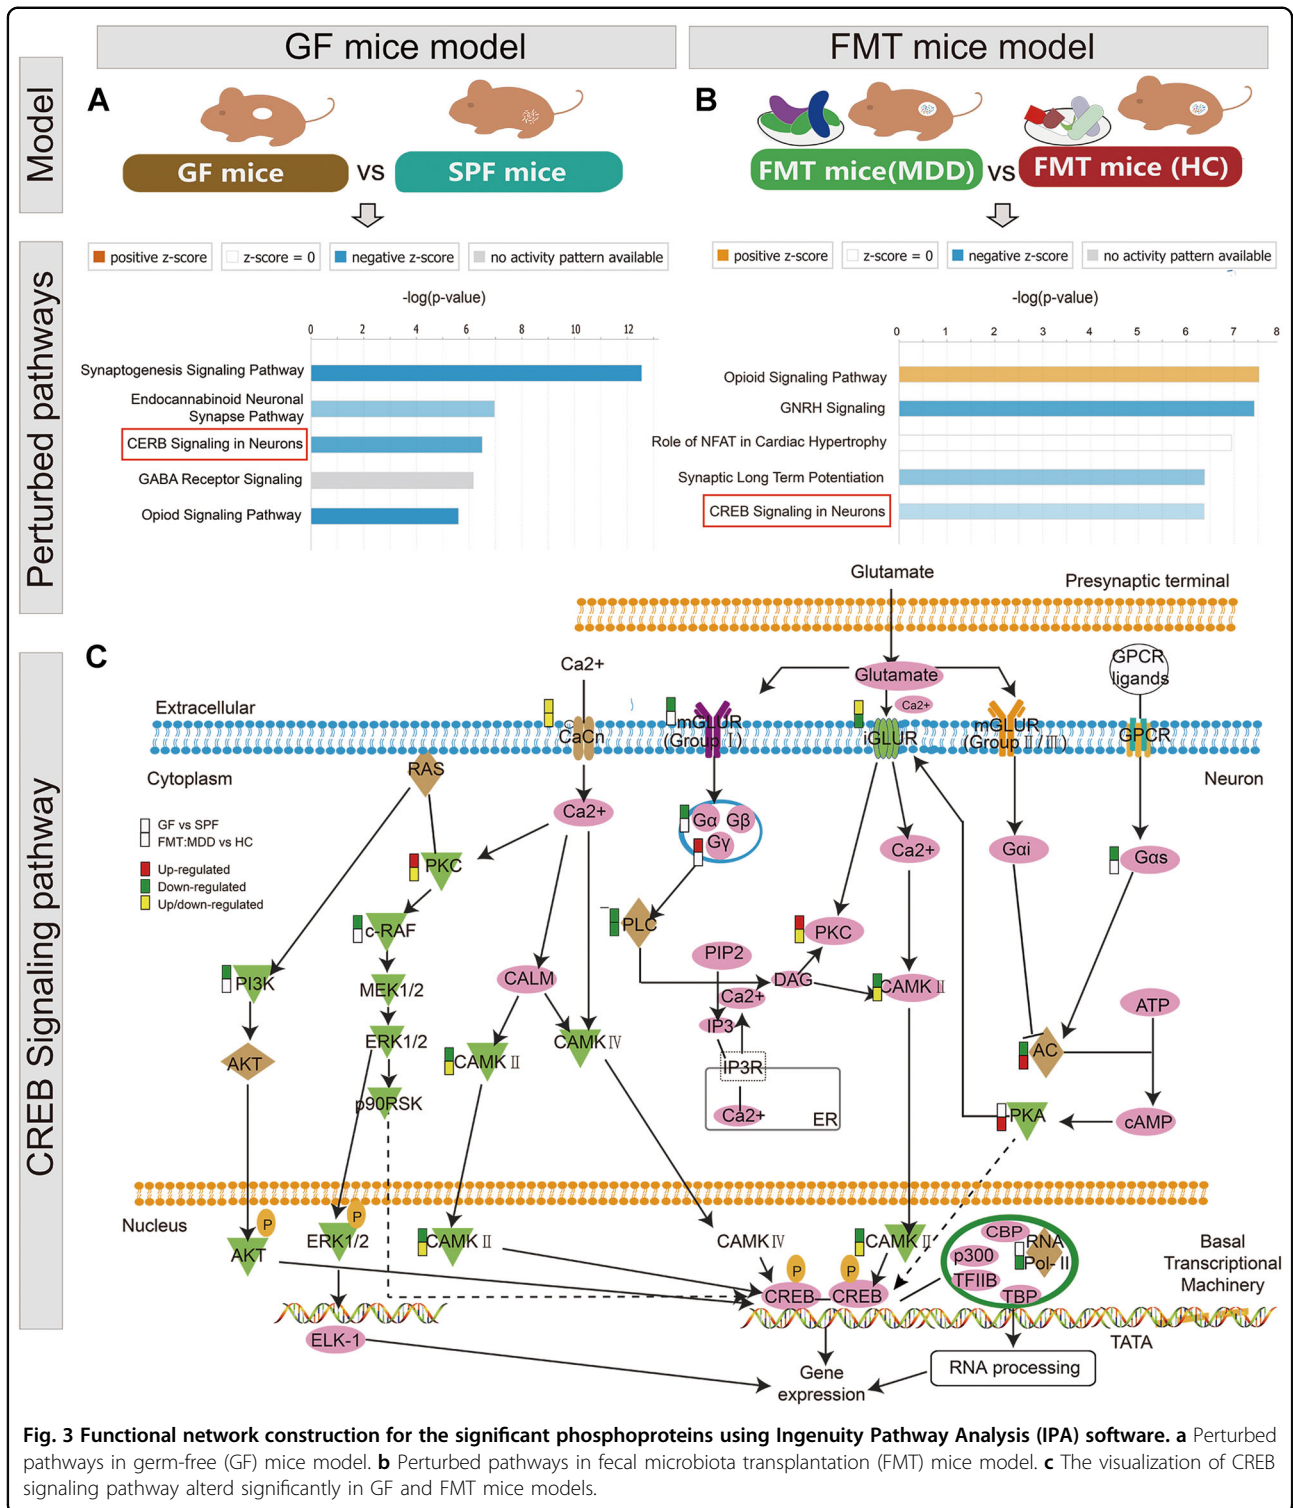 GF mice model
FMT mice model
Model
A
B
GF mice
vs
SPF mice
FMT mice(MDD)
vs
FMT mice (HC)
Perturbed pathways
positive z-score
z-score = 0
negative z-score
no activity pattern available
-log(p-value)
0 2 4 6 8 10 12
Synaptogenesis Signaling Pathway
Endocannabinoid Neuronal
Synapse Pathway
CERB Signaling in Neurons
GABA Receptor Signaling
Opiod Signaling Pathway
positive z-score
z-score = 0
negative z-score
no activity pattern available
-log(p-value)
0 1 2 3 4 5 6 7 8
Opioid Signaling Pathway
GNRH Signaling
Role of NFAT in Cardiac Hypertrophy
Synaptic Long Term Potentiation
CREB Signaling in Neurons
CREB Signaling pathway
C
Glutamate
Presynaptic terminal
Ca2+
Glutamate
Ca2+
GPCR
ligands
Extracellular
CaCn
mGLUR
(Group Ⅰ)
iGLUR
mGLUR
(Group Ⅱ/Ⅲ)
GPCR
Cytoplasm
RAS
Neuron
GF vs SPF
FMT:MDD vs HC
Up-regulated
Down-regulated
Up/down-regulated
Ca2+
Gα
Gβ
Gγ
Ca2+
Gαi
Gαs
PKC
c-RAF
PLC
PKC
PI3K
MEK1/2
CALM
PIP2
Ca2+
DAG
CAMK Ⅱ
ATP
IP3
AKT
ERK1/2
CAMK Ⅱ
CAMK Ⅳ
IP3R
AC
p90RSK
Ca2+
ER
PKA
cAMP
Nucleus
P
AKT
P
ERK1/2
CAMK Ⅱ
CAMK Ⅳ
CAMK Ⅱ
P
CREB
P
CREB
CBP
p300
RNA
Pol- II
TFIIB
TBP
Basal
Transcriptional
Machinery
ELK-1
TATA
Gene
expression
RNA processing
Fig. 3 Functional network construction for the significant phosphoproteins using Ingenuity Pathway Analysis (IPA) software. a Perturbed
pathways in germ-free (GF) mice model. b Perturbed pathways in fecal microbiota transplantation (FMT) mice model. c The visualization of CREB
signaling pathway alterd significantly in GF and FMT mice models.